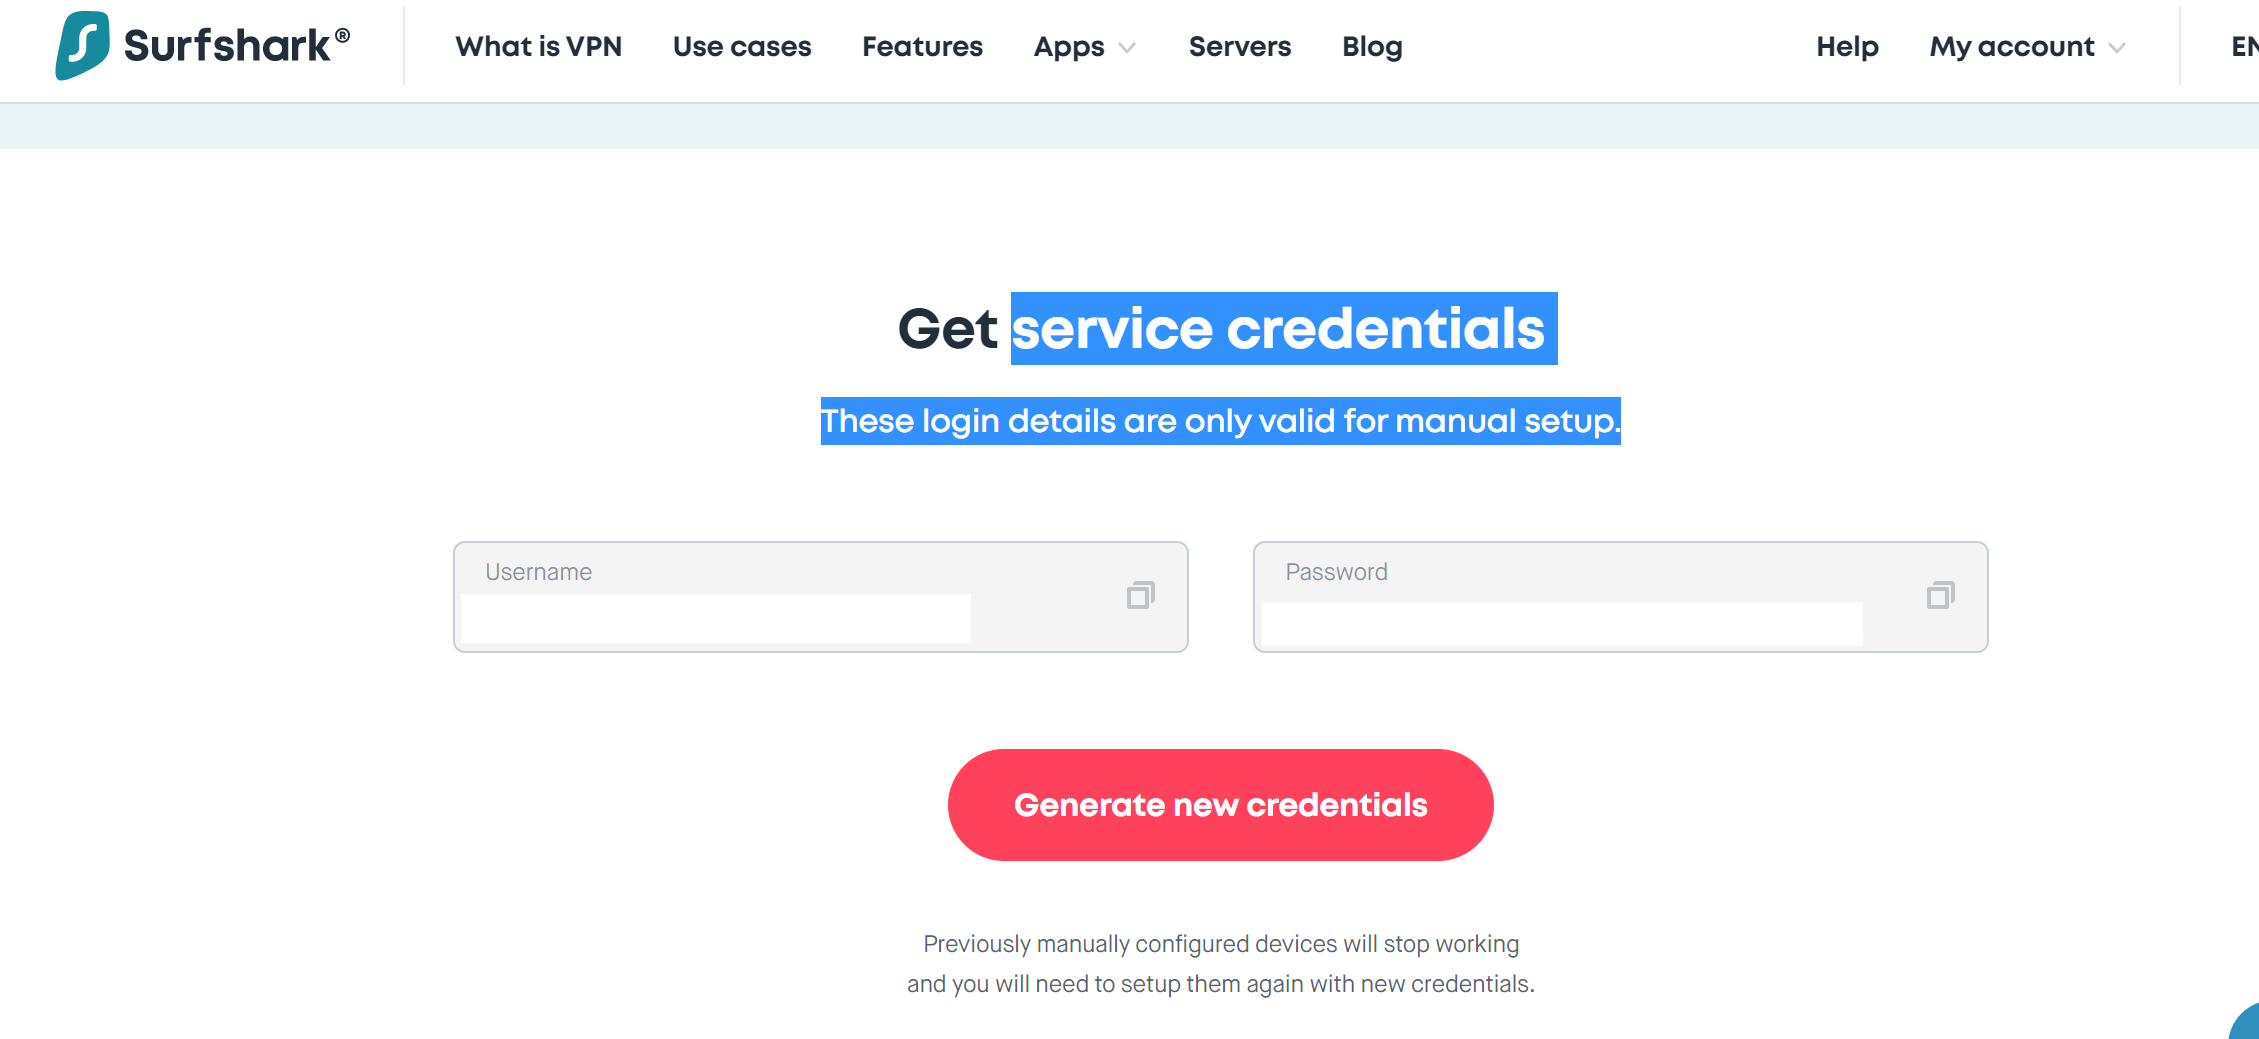 Surfshark®
What is VPN Use cases Features Apps Servers Blog Help My account EN
Get service credentials
These login details are only valid for manual setup.
Username Password
Generate new credentials
Previously manually configured devices will stop working
and you will need to setup them again with new credentials.